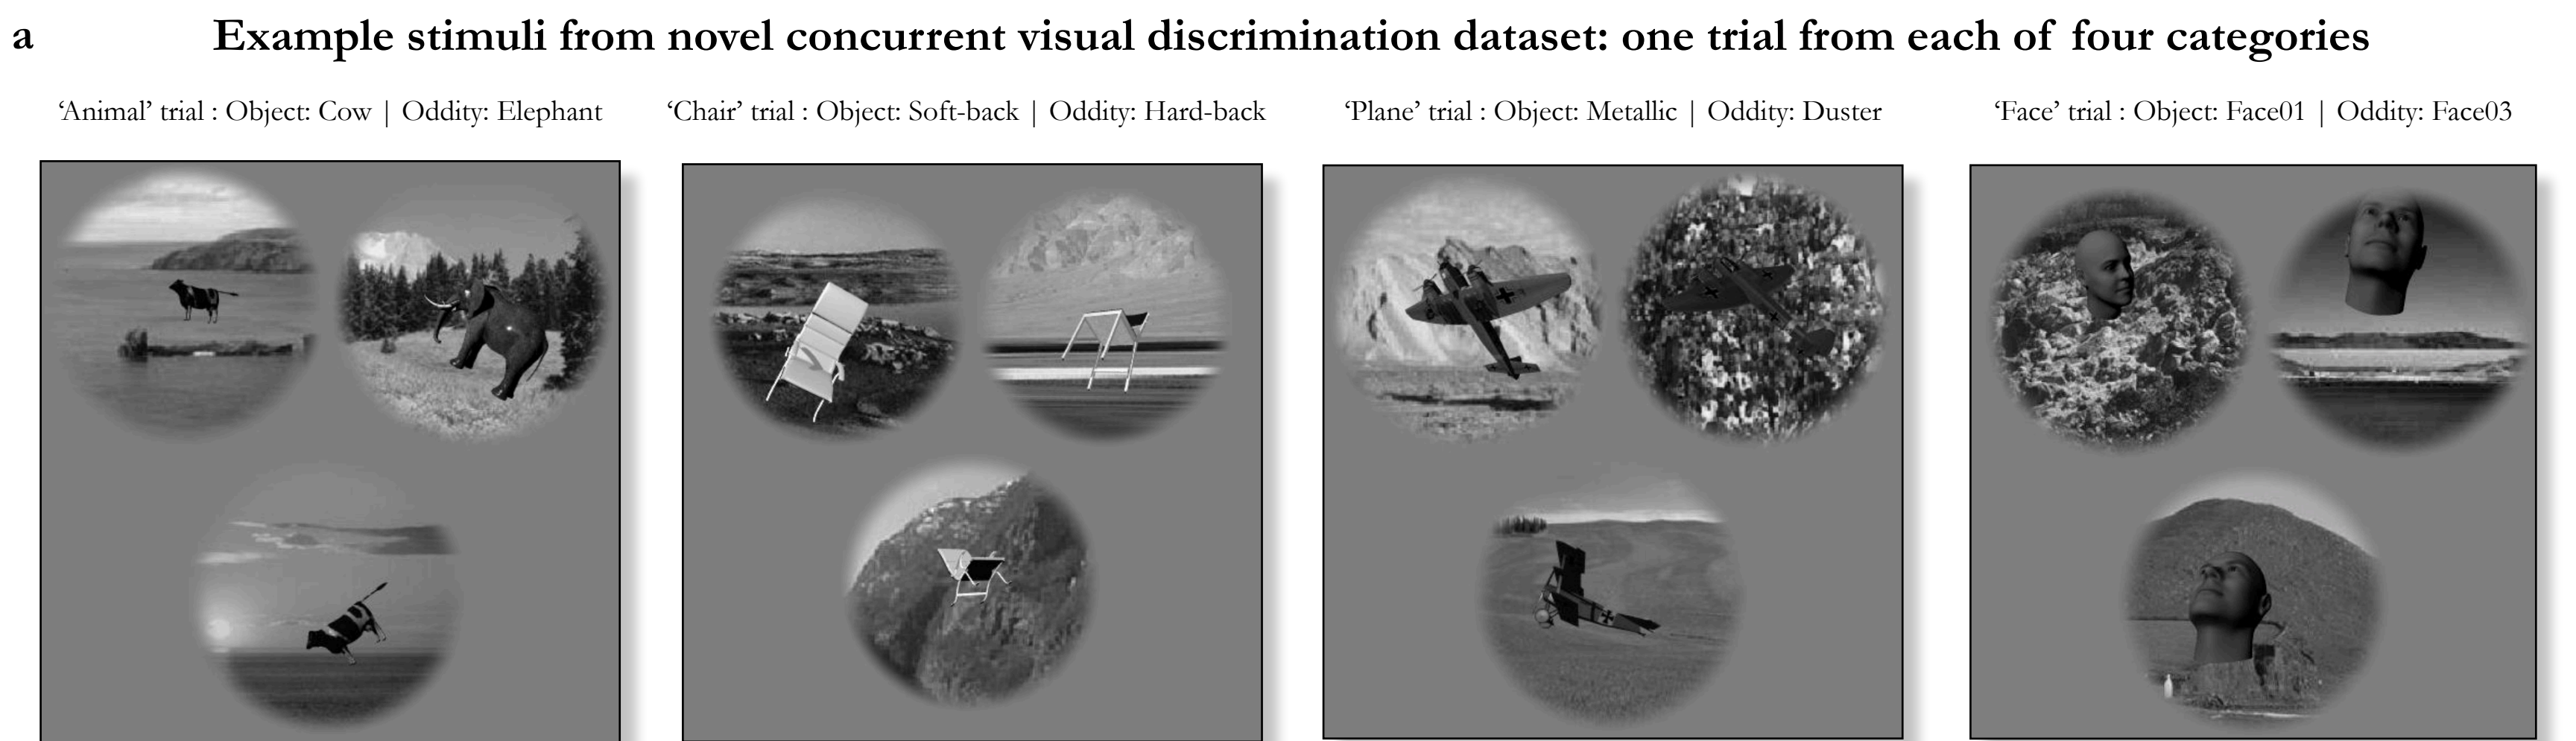 a
Example stimuli from novel concurrent visual discrimination dataset: one trial from each of four categories
‘Animal’ trial : Object: Cow | Oddity: Elephant
‘Chair’ trial : Object: Soft-back | Oddity: Hard-back
‘Plane’ trial : Object: Metallic | Oddity: Duster
‘Face’ trial : Object: Face01 | Oddity: Face03